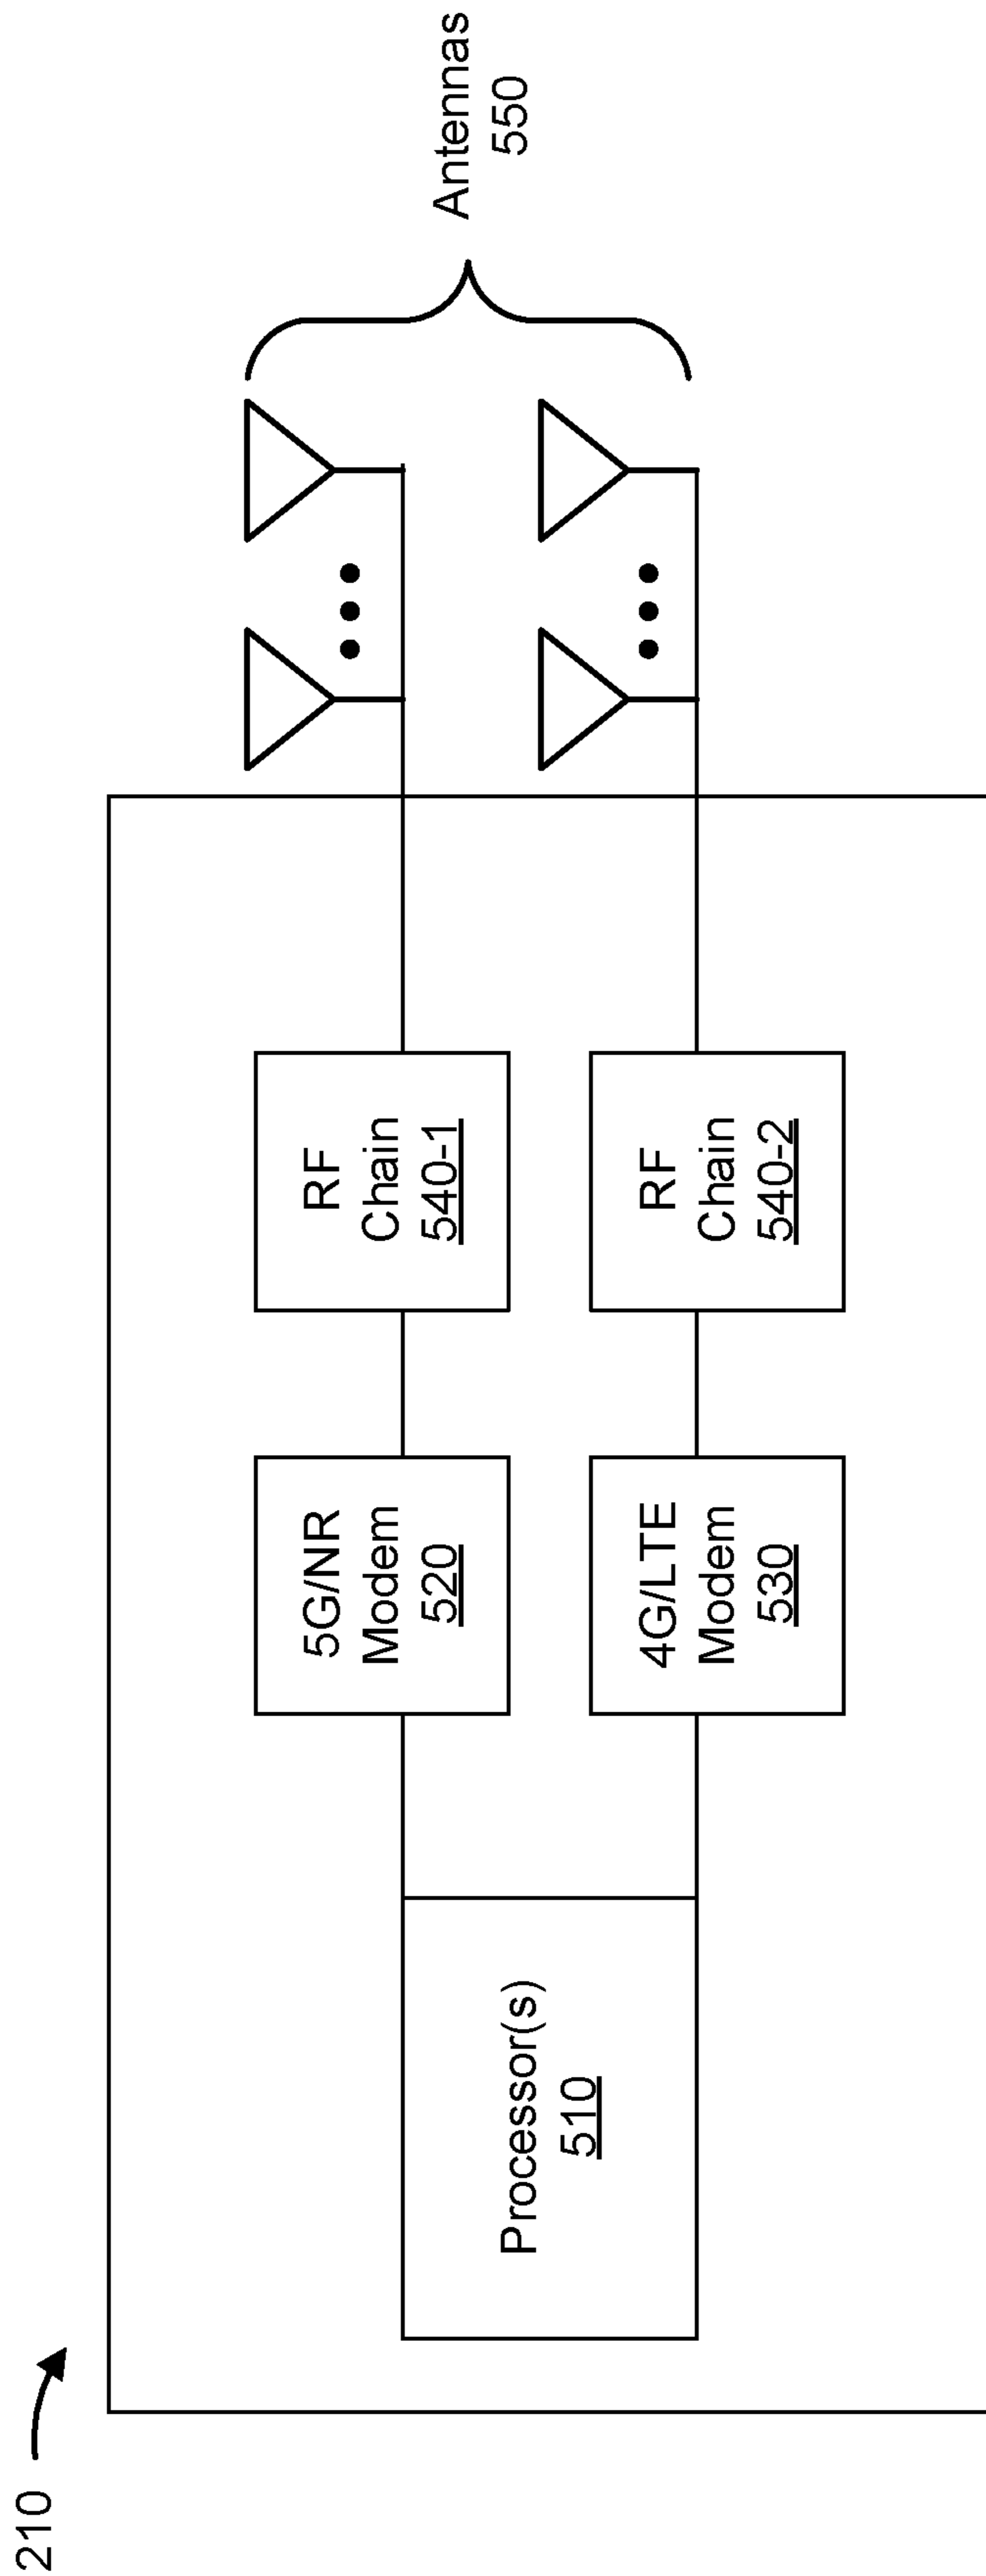 210
Processor(s)
510
5G/NR
Modem
520
RF
Chain
540-1
4G/LTE
Modem
530
RF
Chain
540-2
Antennas
550